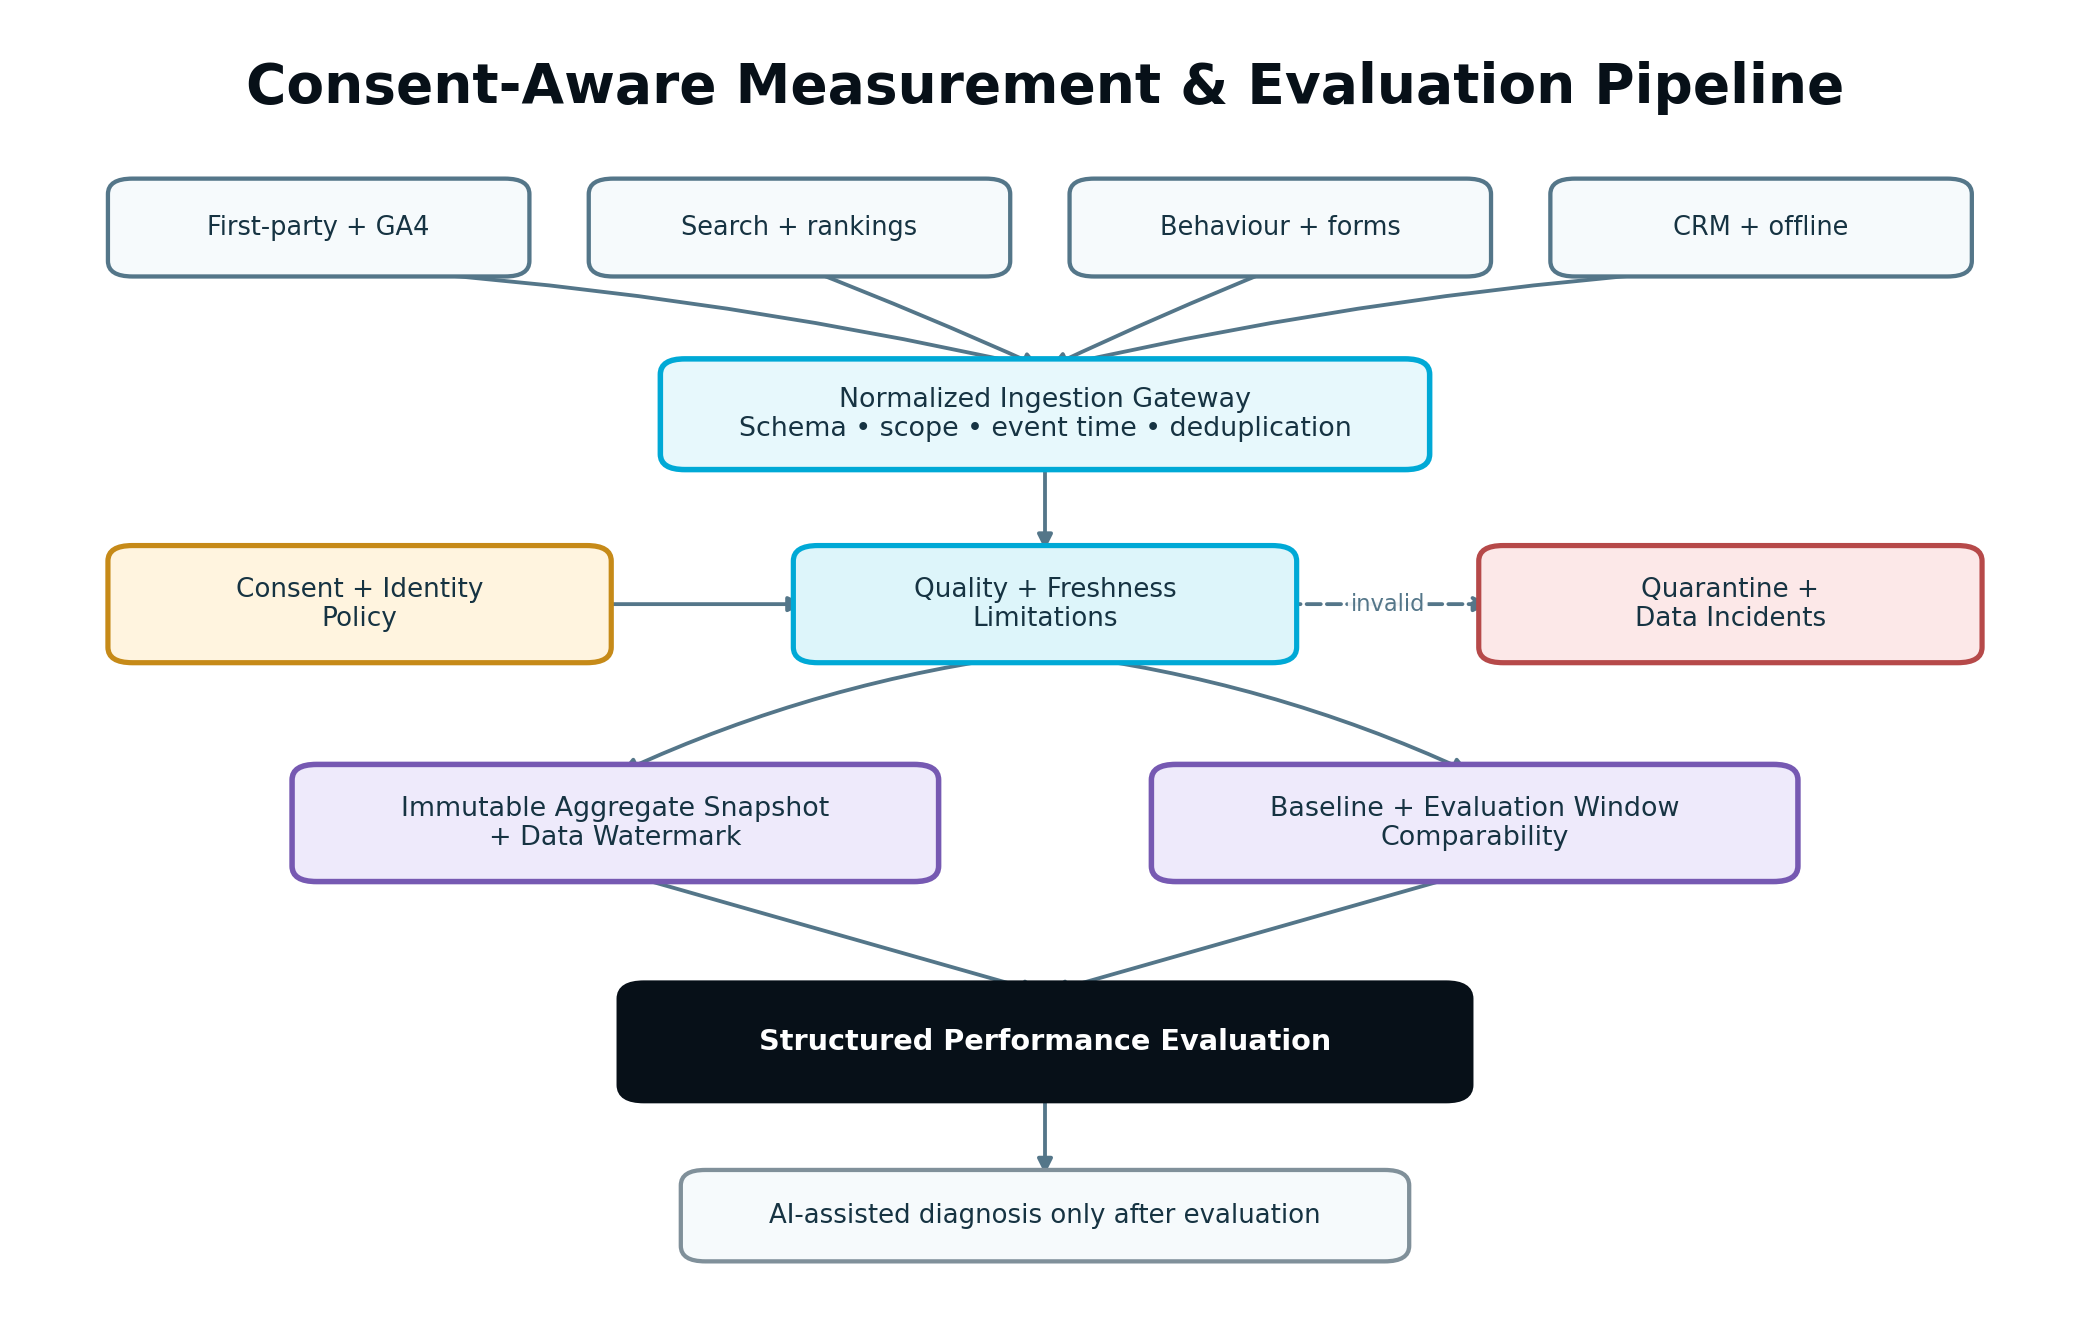 Consent-Aware Measurement & Evaluation Pipeline
First-party + GA4
Search + rankings
Behaviour + forms
CRM + offline
Normalized Ingestion Gateway
Schema • scope • event time • deduplication
Consent + Identity
Policy
Quality + Freshness
Limitations
invalid
Quarantine +
Data Incidents
Immutable Aggregate Snapshot
+ Data Watermark
Baseline + Evaluation Window
Comparability
Structured Performance Evaluation
AI-assisted diagnosis only after evaluation